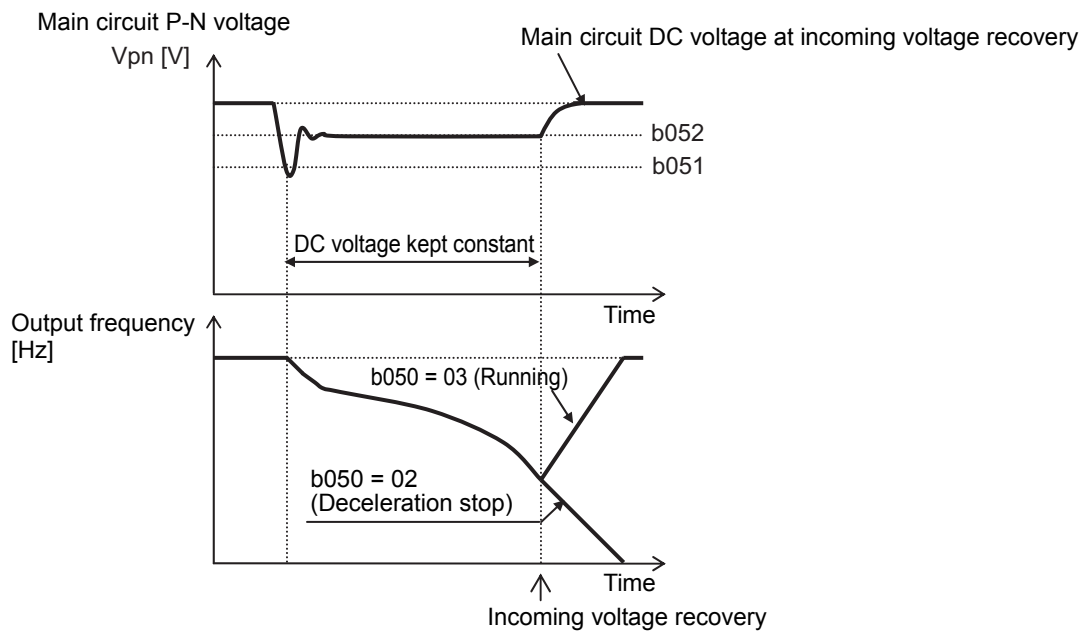 Main circuit P-N voltage
Vpn [V]
Main circuit DC voltage at incoming voltage recovery
b052
b051
DC voltage kept constant
Time
Output frequency
[Hz]
b050 = 03 (Running)
b050 = 02
(Deceleration stop)
Time
Incoming voltage recovery